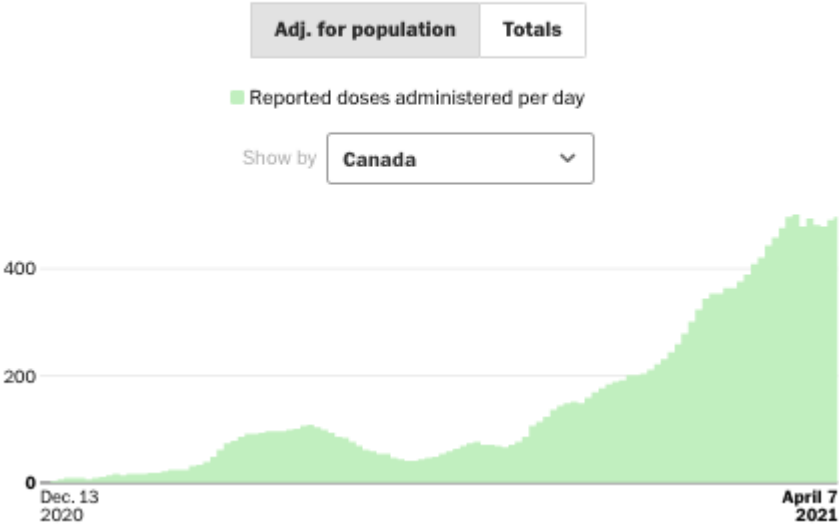 Adj. for population Totals
Reported doses administered per day
Show by Canada
400
200
0
Dec. 13 April 7
2020 2021